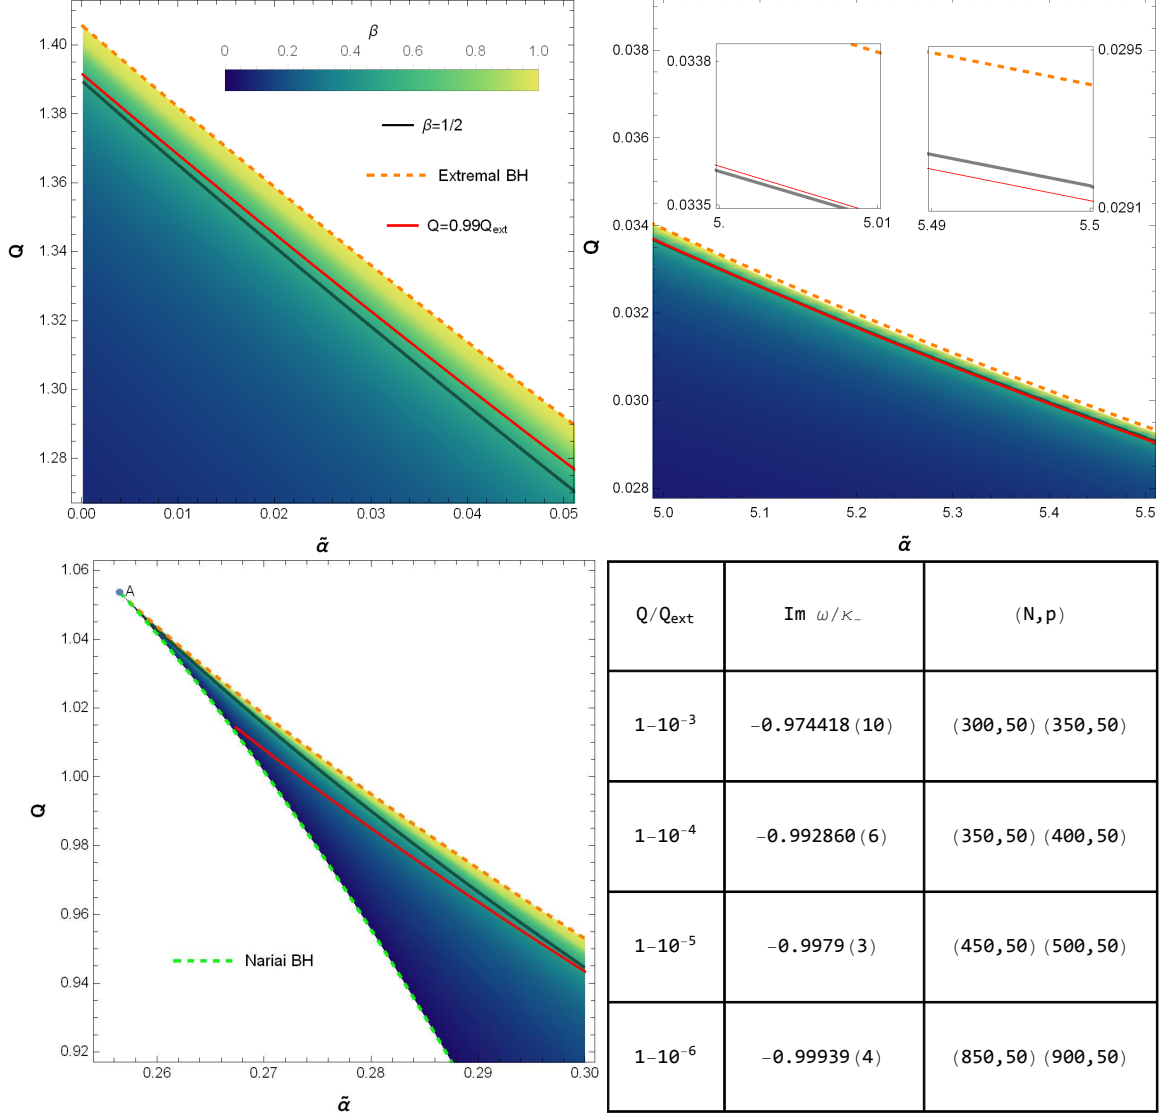 β
0 0.2 0.4 0.6 0.8 1.0
β=1/2
Extremal BH
Q=0.99Qext
1.40
1.38
1.36
1.34
1.32
1.30
1.28
Q
0.00 0.01 0.02 0.03 0.04 0.05
α̃
0.038
0.036
0.034
0.032
0.030
0.028
Q
0.0338
0.0335
5. 5.01
0.0295
0.0291
5.49 5.5
5.0 5.1 5.2 5.3 5.4 5.5
α̃
A
1.06
1.04
1.02
1.00
0.98
0.96
0.94
0.92
Q
Nariai BH
0.26 0.27 0.28 0.29 0.30
α̃
Q/Qext Im ω/κ₋ (N,p)
1-10⁻³ -0.974418(10) (300,50)(350,50)
1-10⁻⁴ -0.992860(6) (350,50)(400,50)
1-10⁻⁵ -0.9979(3) (450,50)(500,50)
1-10⁻⁶ -0.99939(4) (850,50)(900,50)